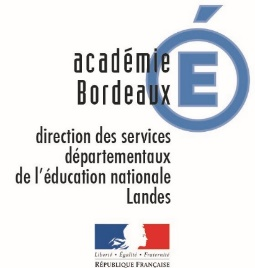 académie
Bordeaux
É
direction des services
départementaux
de l'éducation nationale
Landes
Liberté • Égalité • Fraternité
RÉPUBLIQUE FRANÇAISE